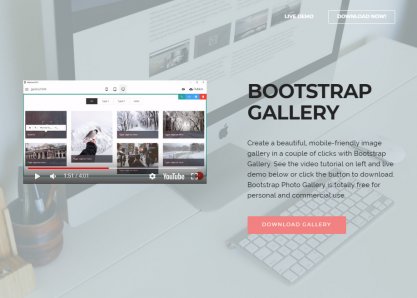 LIVE DEMO
DOWNLOAD NOW!
BOOTSTRAP
GALLERY
Create a beautiful, mobile-friendly image
gallery in a couple of clicks with Bootstrap
Gallery. See the video tutorial on left and live
demo below or click the button to download.
Bootstrap Photo Gallery is totally free for
personal and commercial use.
DOWNLOAD GALLERY
1:51 / 4:01
YouTube